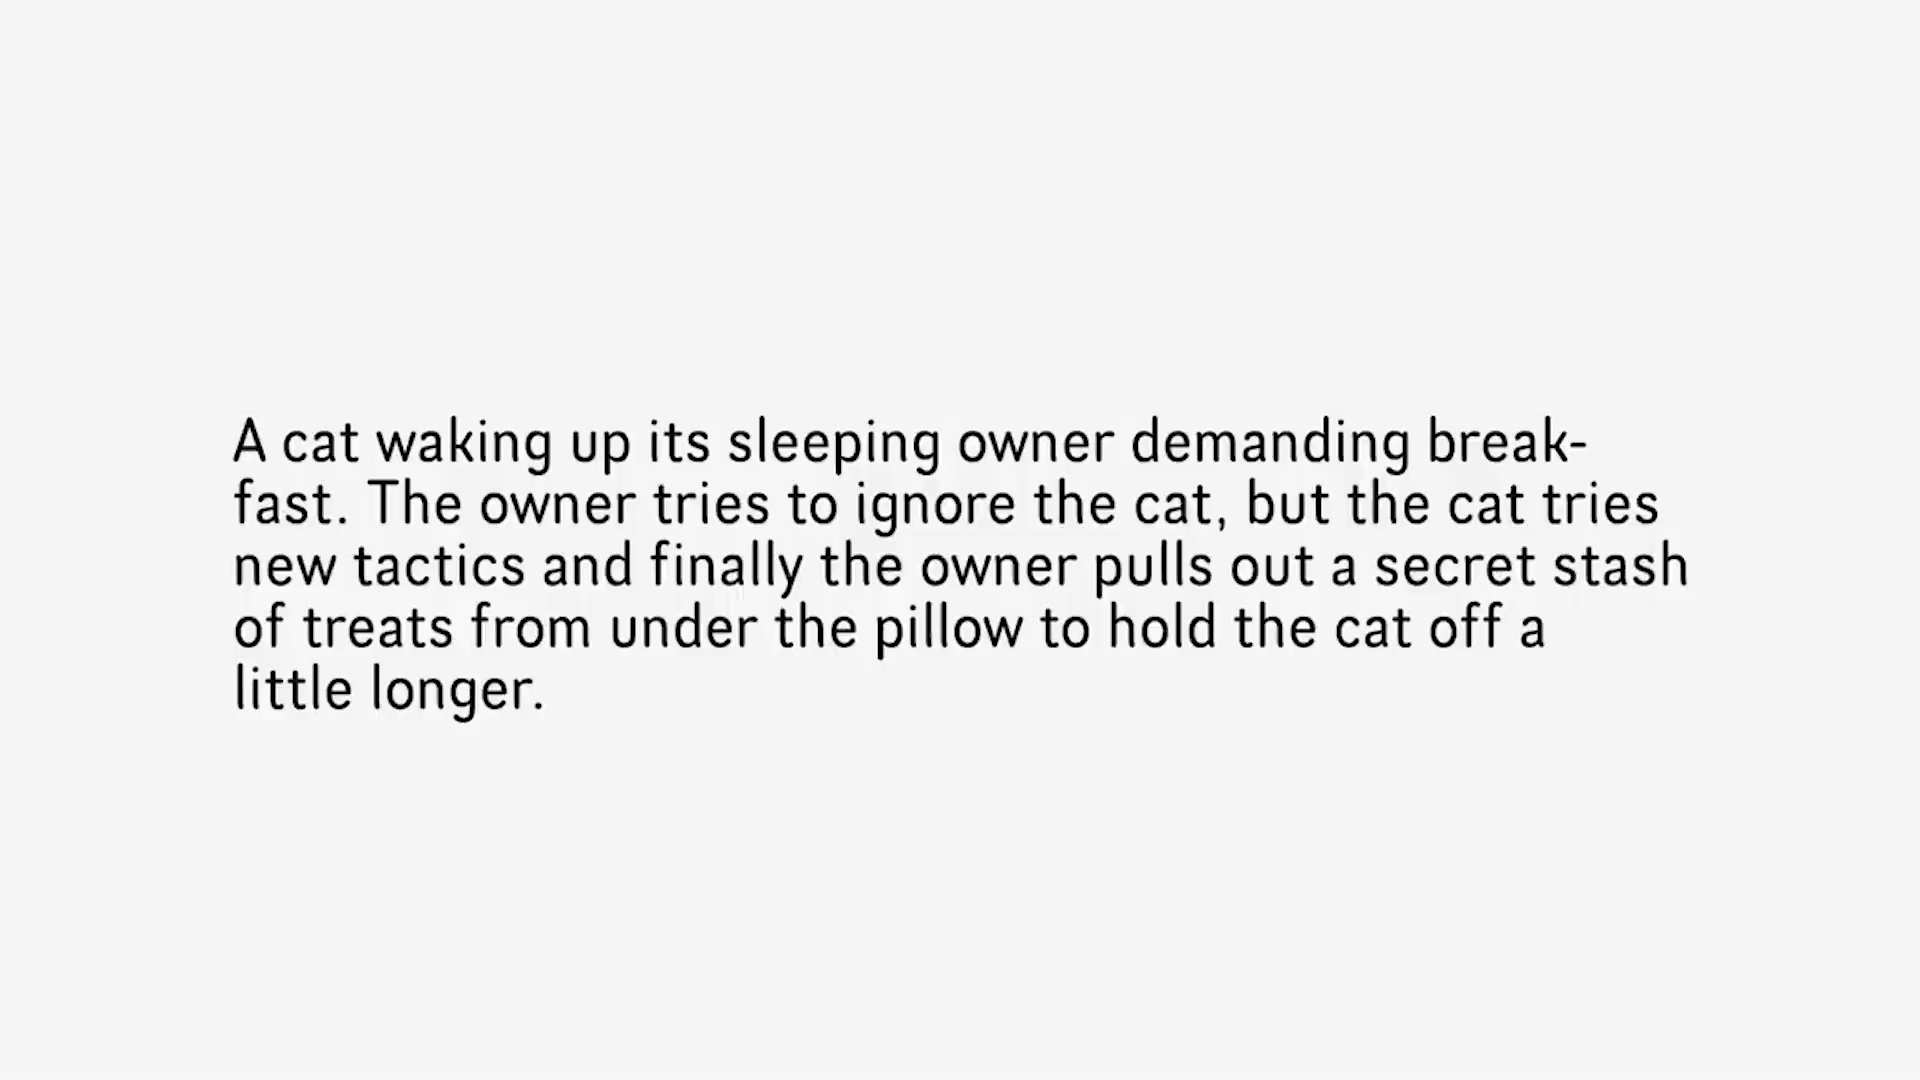 A cat waking up its sleeping owner demanding break-
fast. The owner tries to ignore the cat, but the cat tries
new tactics and finally the owner pulls out a secret stash
of treats from under the pillow to hold the cat off a
little longer.